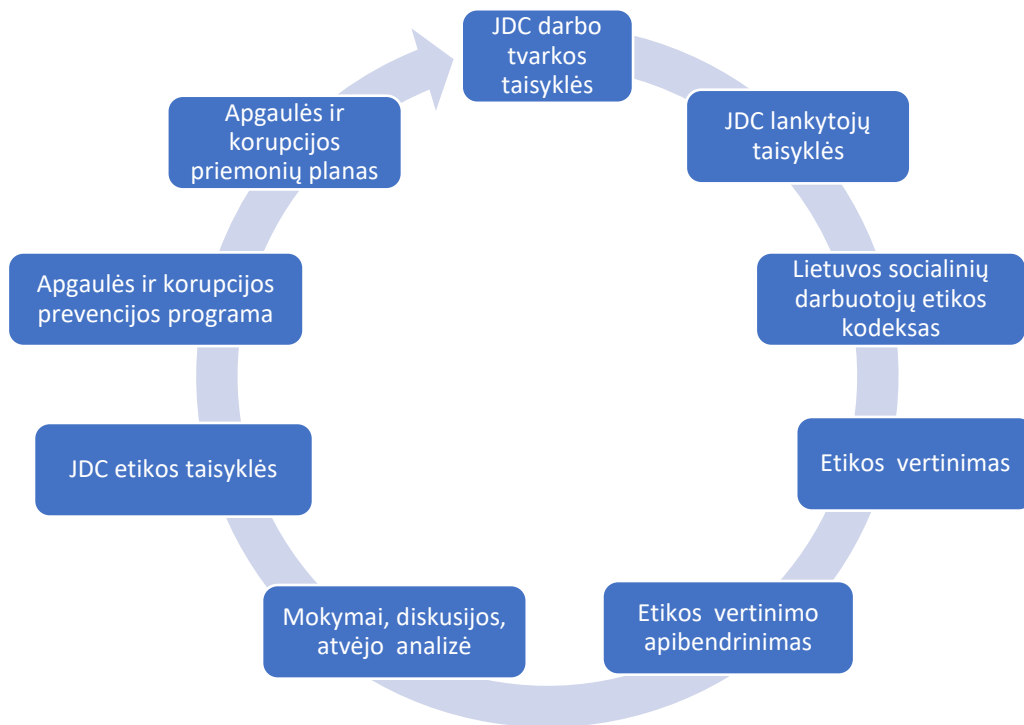 JDC darbo
tvarkos
taisyklės
JDC lankytojų
taisyklės
Lietuvos socialinių
darbuotojų etikos
kodeksas
Etikos  vertinimas
Etikos  vertinimo
apibendrinimas
Mokymai, diskusijos,
atvėjo  analizė
JDC etikos taisyklės
Apgaulės ir korupcijos
prevencijos programa
Apgaulės ir
korupcijos
priemonių planas